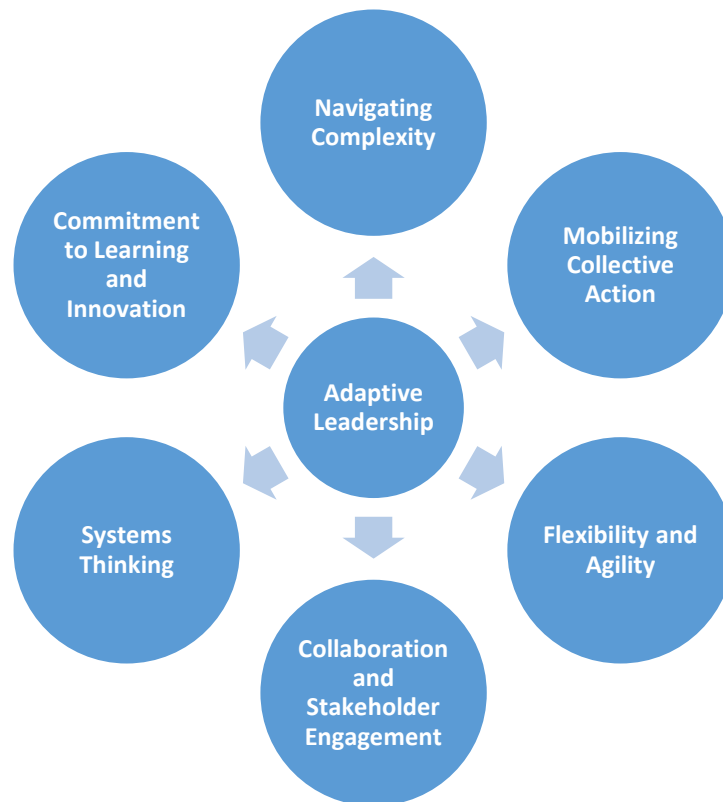 Navigating
Complexity
Commitment
to Learning
and
Innovation
Mobilizing
Collective
Action
Adaptive
Leadership
Systems
Thinking
Flexibility and
Agility
Collaboration
and
Stakeholder
Engagement